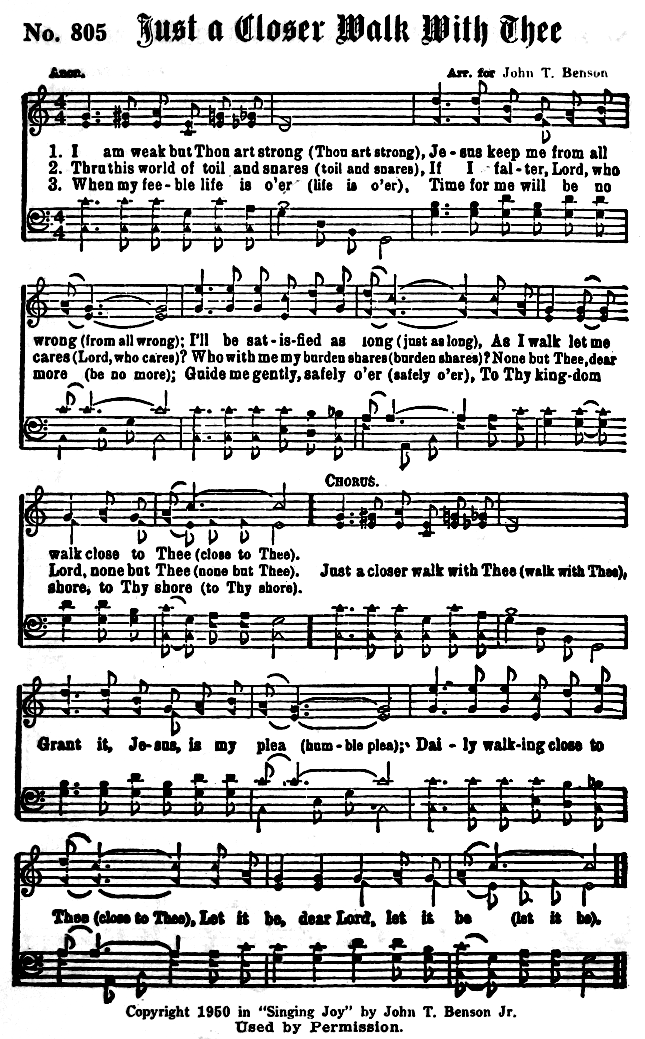 No. 805 Just a Closer Walk With Thee
Anon. Arr. for John T. Benson
1. I am weak but Thou art strong (Thou art strong), Je-sus keep me from all
2. Thru this world of toil and snares (toil and snares), If I fal-ter, Lord, who
3. When my fee-ble life is o'er (life is o'er), Time for me will be no
wrong (from all wrong); I'll be sat-is-fied as long (just as long), As I walk let me
cares (Lord, who cares)? Who with me my burden shares (burden shares)? None but Thee, dear
more (be no more); Guide me gently, safely o'er (safely o'er), To Thy king-dom
CHORUS.
walk close to Thee (close to Thee).
Lord, none but Thee (none but Thee). Just a closer walk with Thee (walk with Thee),
shore, to Thy shore (to Thy shore).
Grant it, Je-sus, is my plea (hum-ble plea); Dai-ly walk-ing close to
Thee (close to Thee), Let it be, dear Lord, let it be (let it be).
Copyright 1950 in "Singing Joy" by John T. Benson Jr.
Used by Permission.